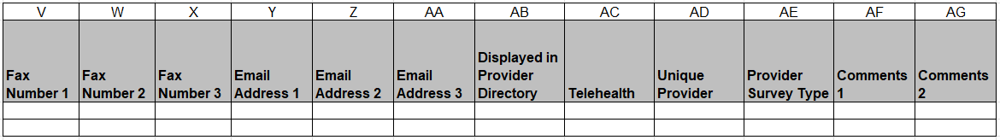 V W X Y Z AA AB AC AD AE AF AG
Fax Number 1
Fax Number 2
Fax Number 3
Email Address 1
Email Address 2
Email Address 3
Displayed in Provider Directory
Telehealth
Unique Provider
Provider Survey Type
Comments 1
Comments 2